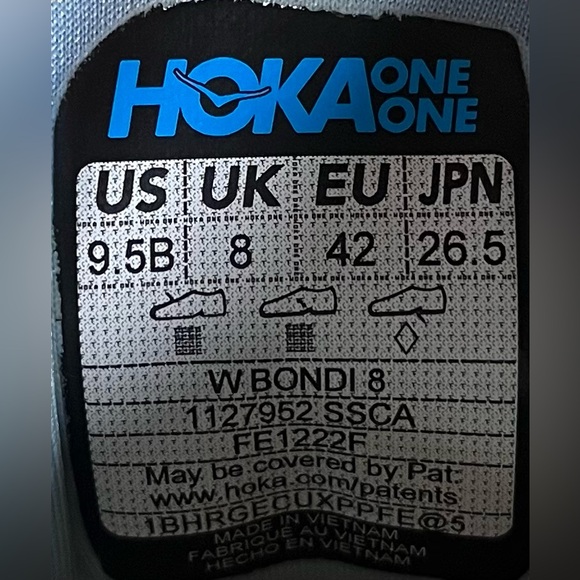 HOKA ONE ONE
US UK EU JPN
9.5B 8 42 26.5
W BONDI 8
1127952 SSCA
FE1222F
May be covered by Pat.
www.hoka.com/patents
1BHRGECUXPPFE@5
MADE IN VIETNAM
FABRIQUE AU VIETNAM
HECHO EN VIETNAM